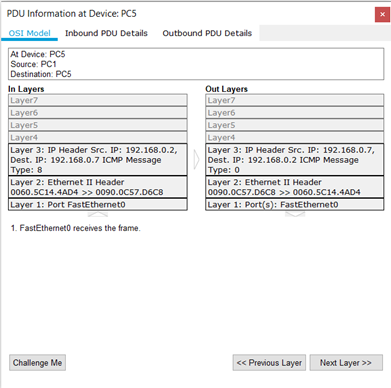 PDU Information at Device: PC5
×
OSI Model Inbound PDU Details Outbound PDU Details
At Device: PC5
Source: PC1
Destination: PC5
In Layers
Layer7
Layer6
Layer5
Layer4
Layer 3: IP Header Src. IP: 192.168.0.2,
Dest. IP: 192.168.0.7 ICMP Message
Type: 8
Layer 2: Ethernet II Header
0060.5C14.4AD4 >> 0090.0C57.D6C8
Layer 1: Port FastEthernet0
Out Layers
Layer7
Layer6
Layer5
Layer4
Layer 3: IP Header Src. IP: 192.168.0.7,
Dest. IP: 192.168.0.2 ICMP Message
Type: 0
Layer 2: Ethernet II Header
0090.0C57.D6C8 >> 0060.5C14.4AD4
Layer 1: Port(s): FastEthernet0
1. FastEthernet0 receives the frame.
Challenge Me
<< Previous Layer
Next Layer >>